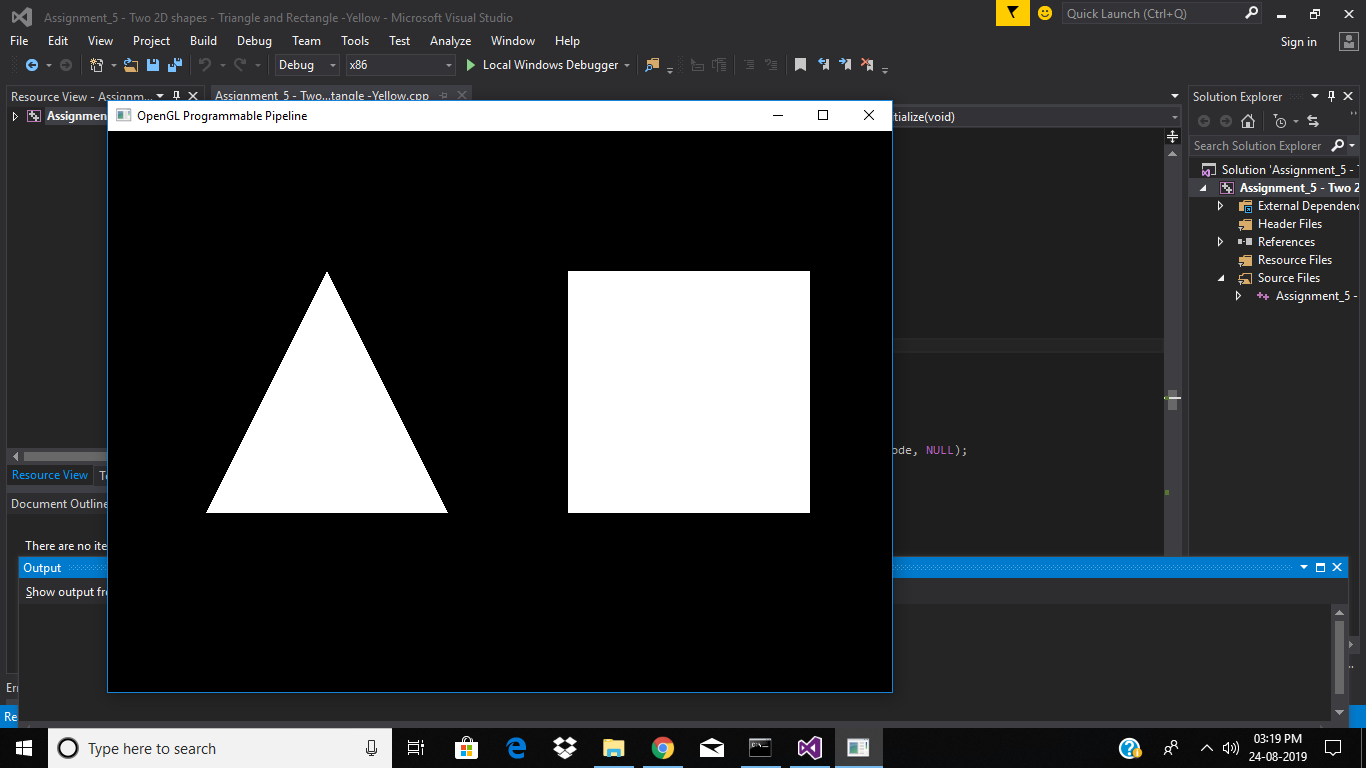 Assignment_5 - Two 2D shapes - Triangle and Rectangle -Yellow - Microsoft Visual Studio
Quick Launch (Ctrl+Q)
File Edit View Project Build Debug Team Tools Test Analyze Window Help
Sign in
Debug x86 Local Windows Debugger
Resource View - Assignm...
Assignment_5 - Two...tangle -Yellow.cpp
Solution Explorer
Assignment
OpenGL Programmable Pipeline
tialize(void)
Search Solution Explorer
Solution 'Assignment_5 -
Assignment_5 - Two 2
External Dependenc
Header Files
References
Resource Files
Source Files
Assignment_5 -
ode, NULL);
Resource View
Document Outline
There are no ite
Output
Show output fr
Type here to search
03:19 PM
24-08-2019